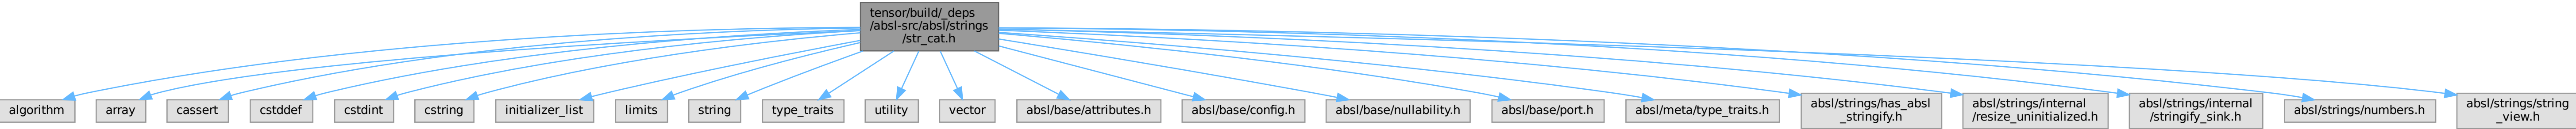 tensor/build/_deps
/absl-src/absl/strings
/str_cat.h
algorithm
array
cassert
cstddef
cstdint
cstring
initializer_list
limits
string
type_traits
utility
vector
absl/base/attributes.h
absl/base/config.h
absl/base/nullability.h
absl/base/port.h
absl/meta/type_traits.h
absl/strings/has_absl
_stringify.h
absl/strings/internal
/resize_uninitialized.h
absl/strings/internal
/stringify_sink.h
absl/strings/numbers.h
absl/strings/string
_view.h